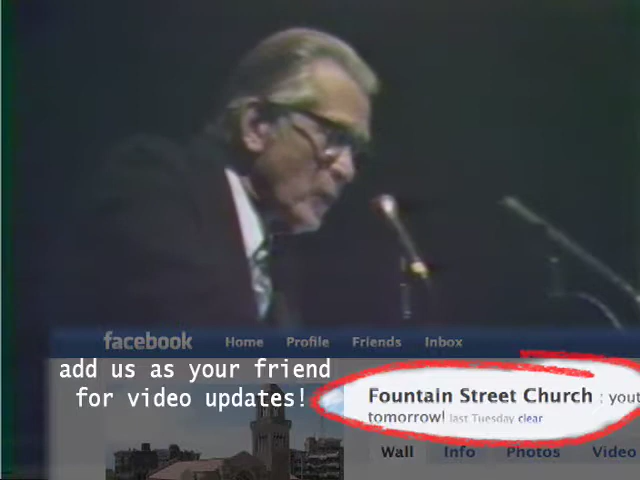 facebook Home Profile Friends Inbox
add us as your friend
for video updates!
Fountain Street Church : yout
tomorrow! last Tuesday clear
Wall Info Photos Video